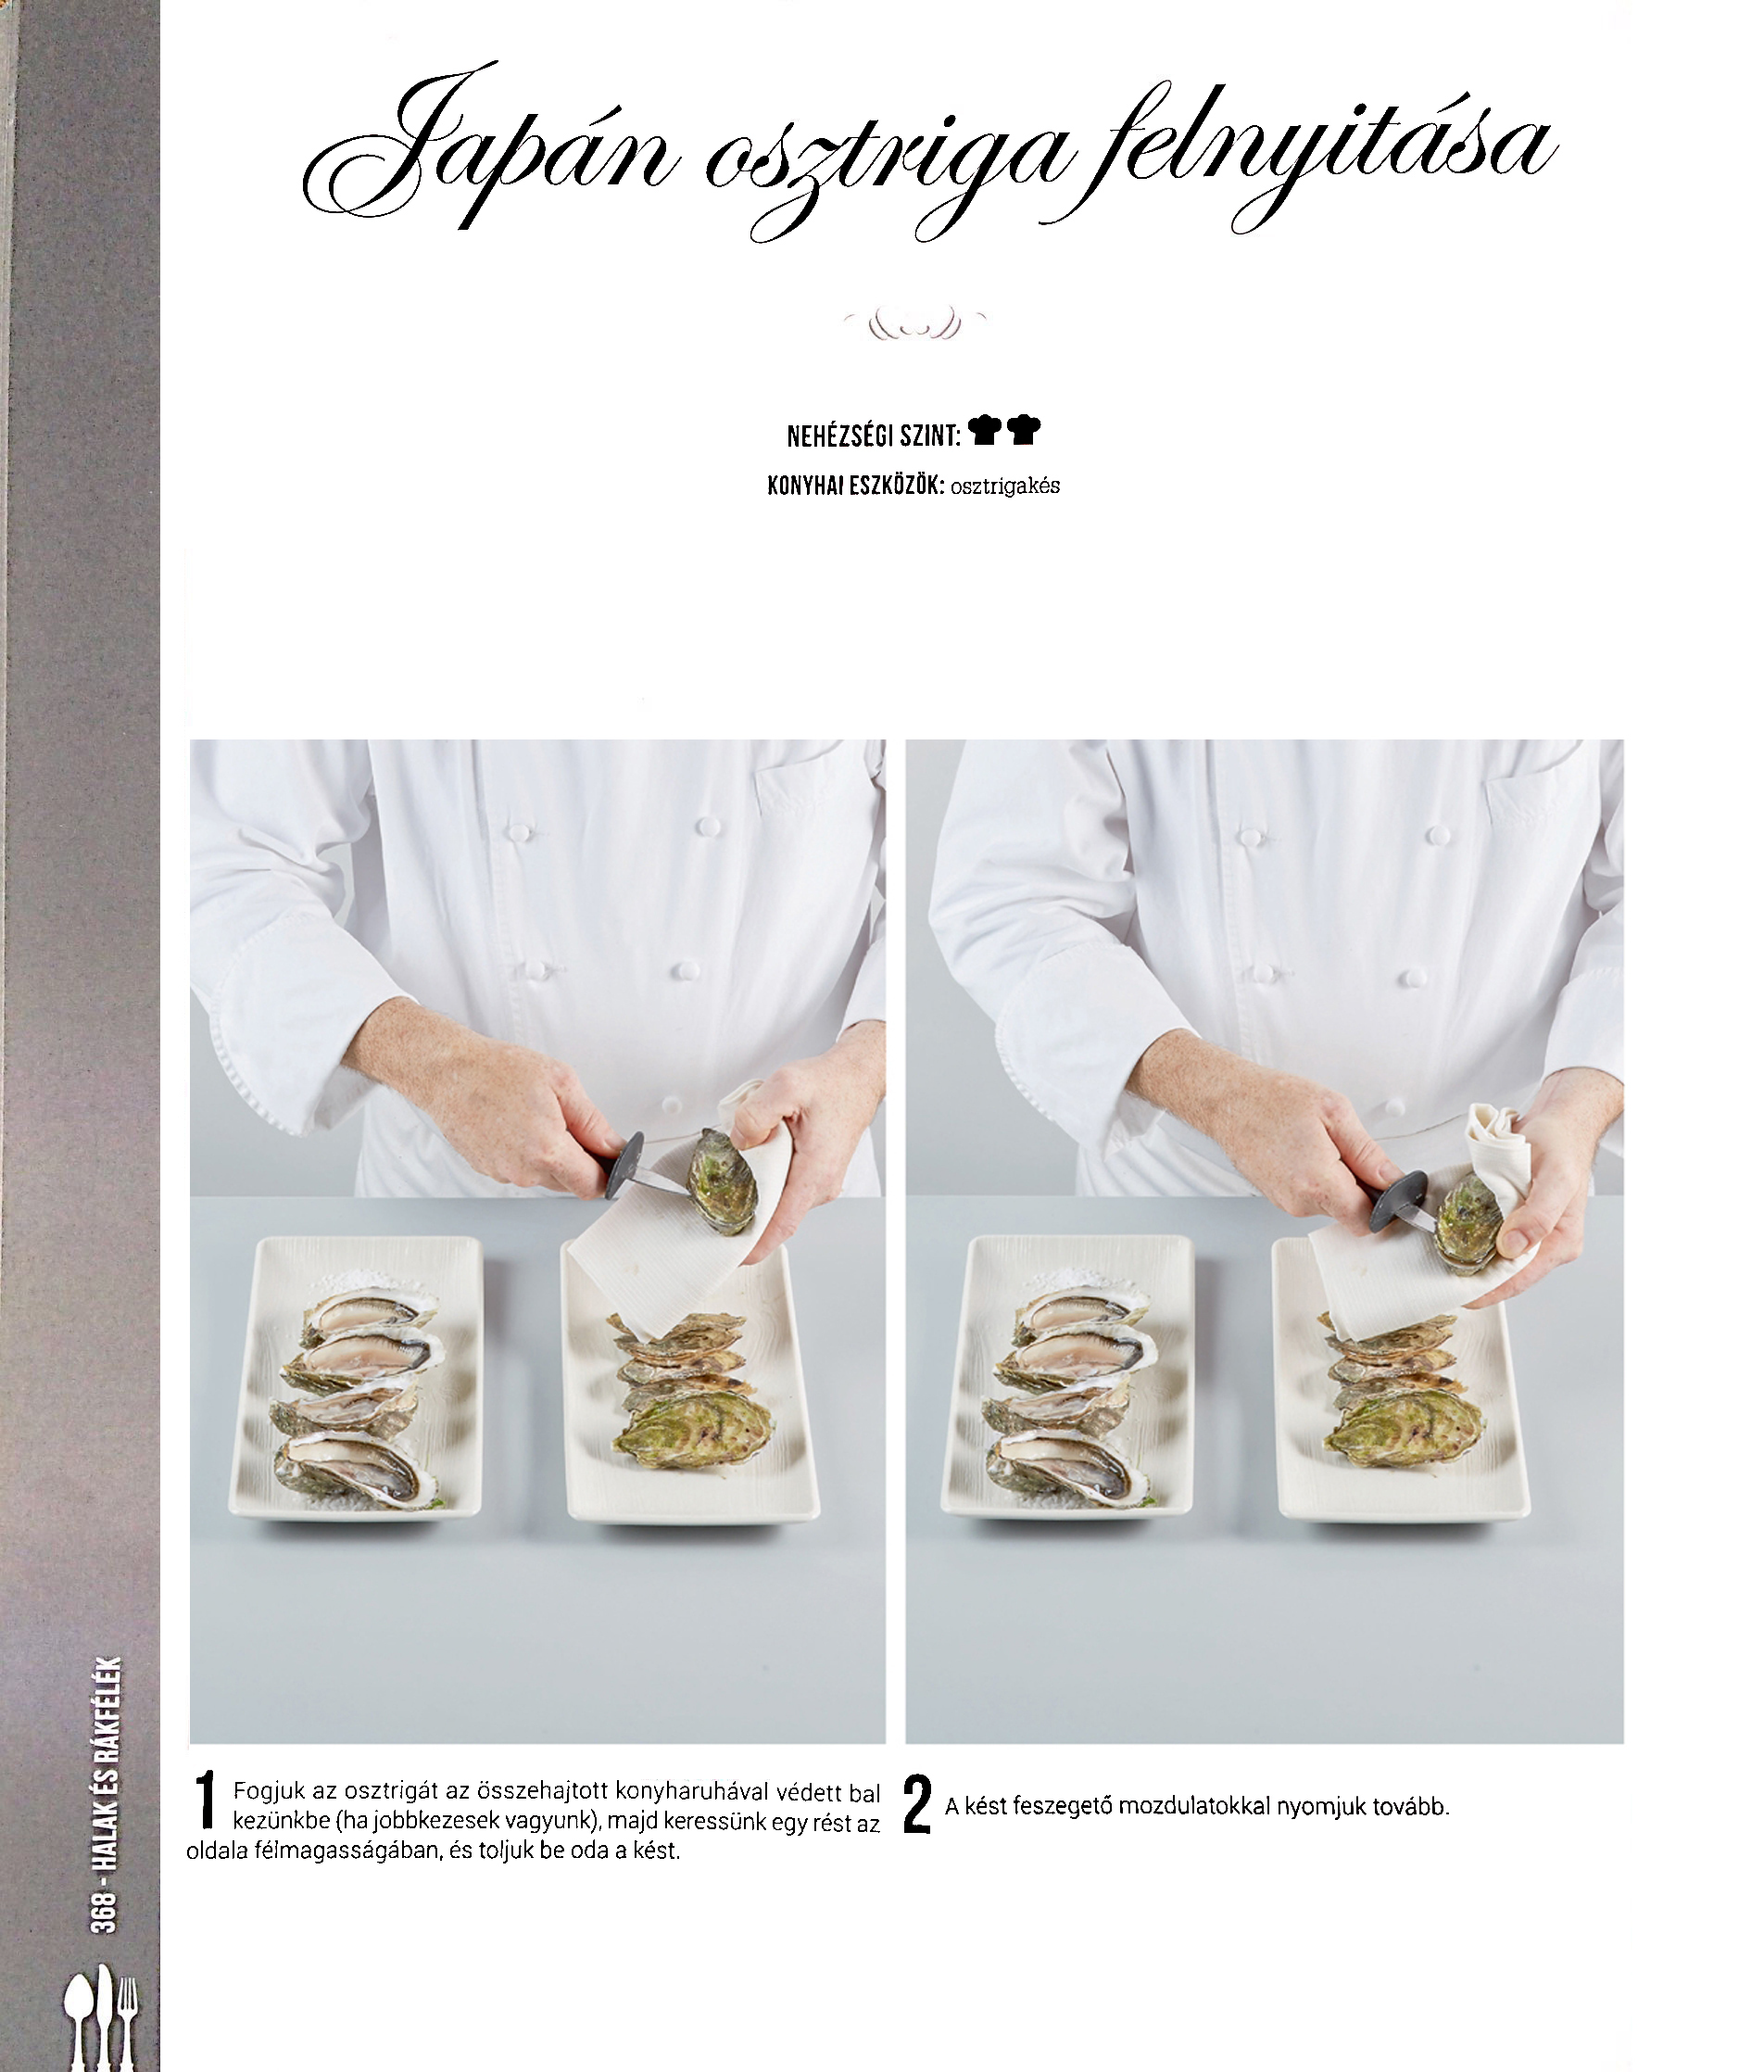 Japán osztriga felnyitása
NEHÉZSÉGI SZINT:
KONYHAI ESZKÖZÖK: osztrigakés
1 Fogjuk az osztrigát az összehajtott konyharuhával védett bal
kezünkbe (ha jobbkezesek vagyunk), majd keressünk egy rést az
oldala félmagasságában, és toljuk be oda a kést.
2 A kést feszegető mozdulatokkal nyomjuk tovább.
368 - HALAK ÉS RÁKFÉLÉK